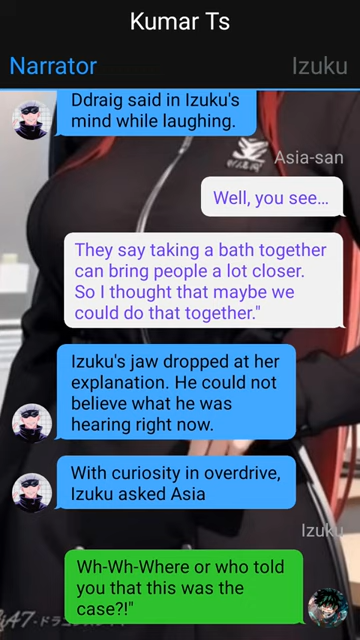 Kumar Ts
Narrator
Izuku
Ddraig said in Izuku's
mind while laughing.
Asia-san
Well, you see...
They say taking a bath together
can bring people a lot closer.
So I thought that maybe we
could do that together."
Izuku's jaw dropped at her
explanation. He could not
believe what he was
hearing right now.
With curiosity in overdrive,
Izuku asked Asia
Izuku
Wh-Wh-Where or who told
you that this was the
case?!"